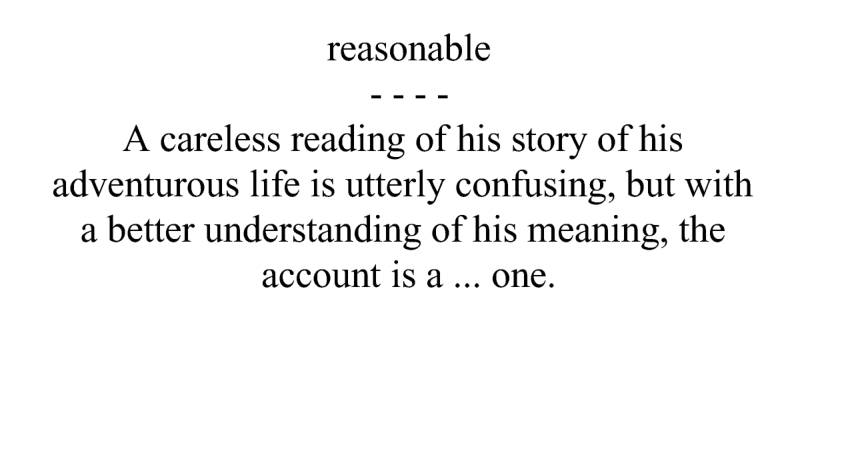 reasonable
- - - -
A careless reading of his story of his
adventurous life is utterly confusing, but with
a better understanding of his meaning, the
account is a ... one.